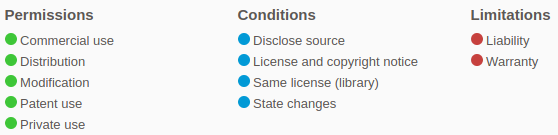 Permissions
Commercial use
Distribution
Modification
Patent use
Private use
Conditions
Disclose source
License and copyright notice
Same license (library)
State changes
Limitations
Liability
Warranty